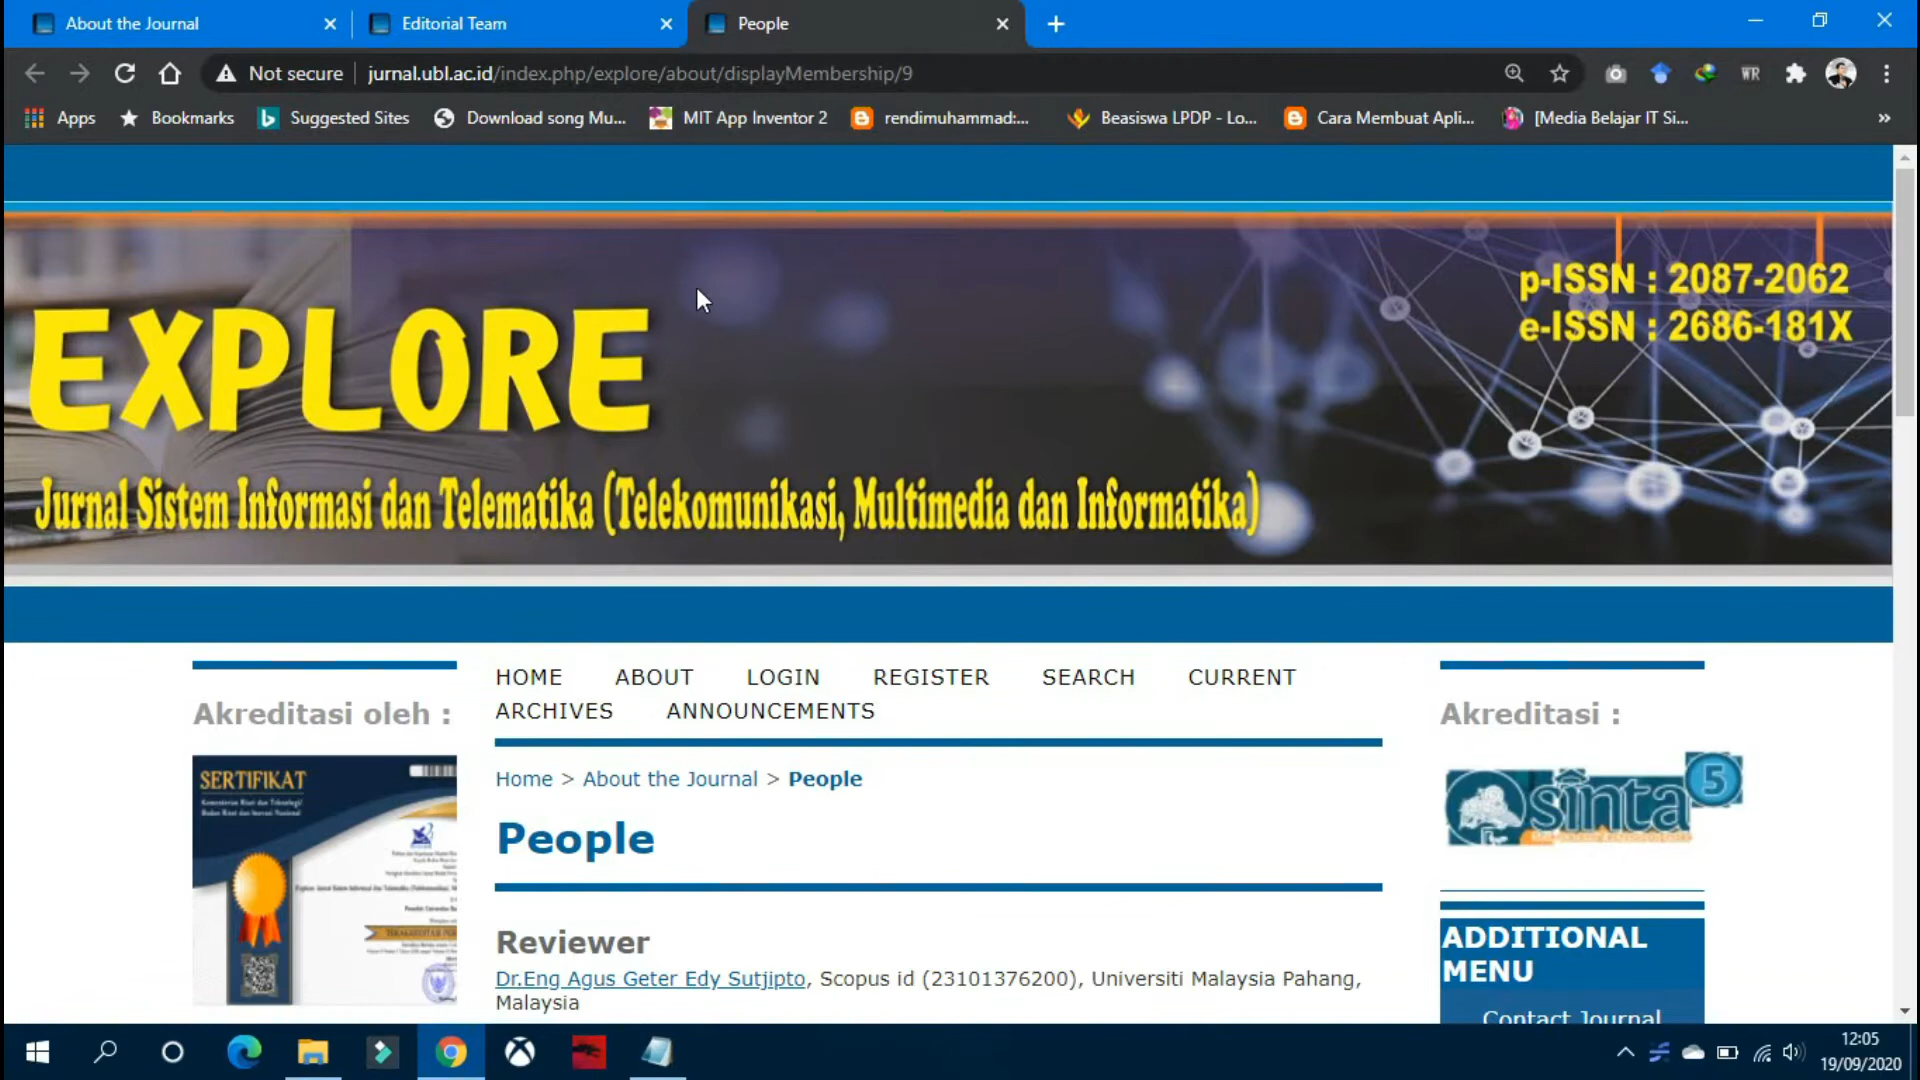 About the Journal
Editorial Team
People
Not secure
jurnal.ubl.ac.id/index.php/explore/about/displayMembership/9
WR
Apps
Bookmarks
Suggested Sites
Download song Mu...
MIT App Inventor 2
rendimuhammad:...
Beasiswa LPDP - Lo...
Cara Membuat Apli...
[Media Belajar IT Si...
»
p-ISSN : 2087-2062
e-ISSN : 2686-181X
EXPLORE
Jurnal Sistem Informasi dan Telematika (Telekomunikasi, Multimedia dan Informatika)
Akreditasi oleh :
SERTIFIKAT
HOME ABOUT LOGIN REGISTER SEARCH CURRENT
ARCHIVES ANNOUNCEMENTS
Home > About the Journal > People
People
Reviewer
Dr.Eng Agus Geter Edy Sutjipto, Scopus id (23101376200), Universiti Malaysia Pahang,
Malaysia
Akreditasi :
sinta 5
ADDITIONAL
MENU
Contact Journal
12:05
19/09/2020